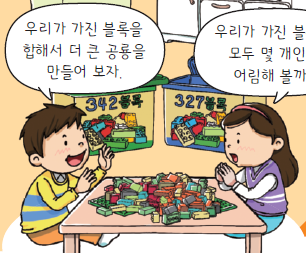 우리가 가진 블록을
합해서 더 큰 공룡을
만들어 보자.
우리가 가진 블
모두 몇 개인
어림해 볼까
342블록
327블록